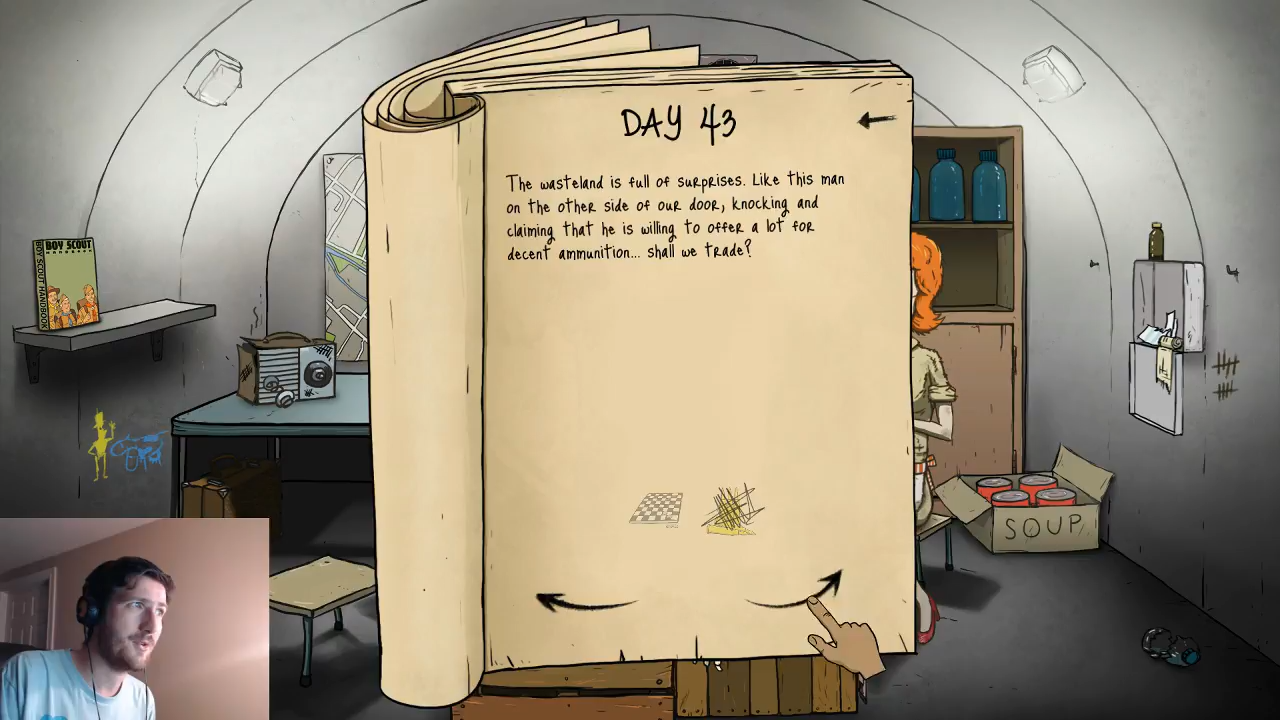 DAY 43
The wasteland is full of surprises. Like this man
on the other side of our door, knocking and
claiming that he is willing to offer a lot for
decent ammunition... shall we trade?
BOY SCOUT
BOY SCOUT HANDBOOK
SOUP